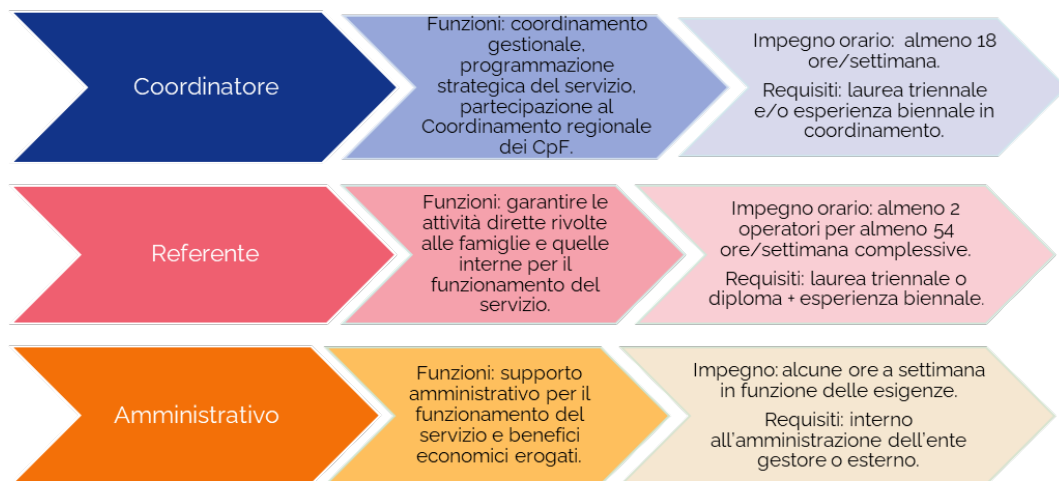 Coordinatore
Funzioni: coordinamento
gestionale,
programmazione
strategica del servizio,
partecipazione al
Coordinamento regionale
dei CpF.
Impegno orario: almeno 18
ore/settimana.
Requisiti: laurea triennale
e/o esperienza biennale in
coordinamento.
Referente
Funzioni: garantire le
attività dirette rivolte
alle famiglie e quelle
interne per il
funzionamento del
servizio.
Impegno orario: almeno 2
operatori per almeno 54
ore/settimana complessive.
Requisiti: laurea triennale o
diploma + esperienza biennale.
Amministrativo
Funzioni: supporto
amministrativo per il
funzionamento del
servizio e benefici
economici erogati.
Impegno: alcune ore a settimana
in funzione delle esigenze.
Requisiti: interno
all'amministrazione dell'ente
gestore o esterno.